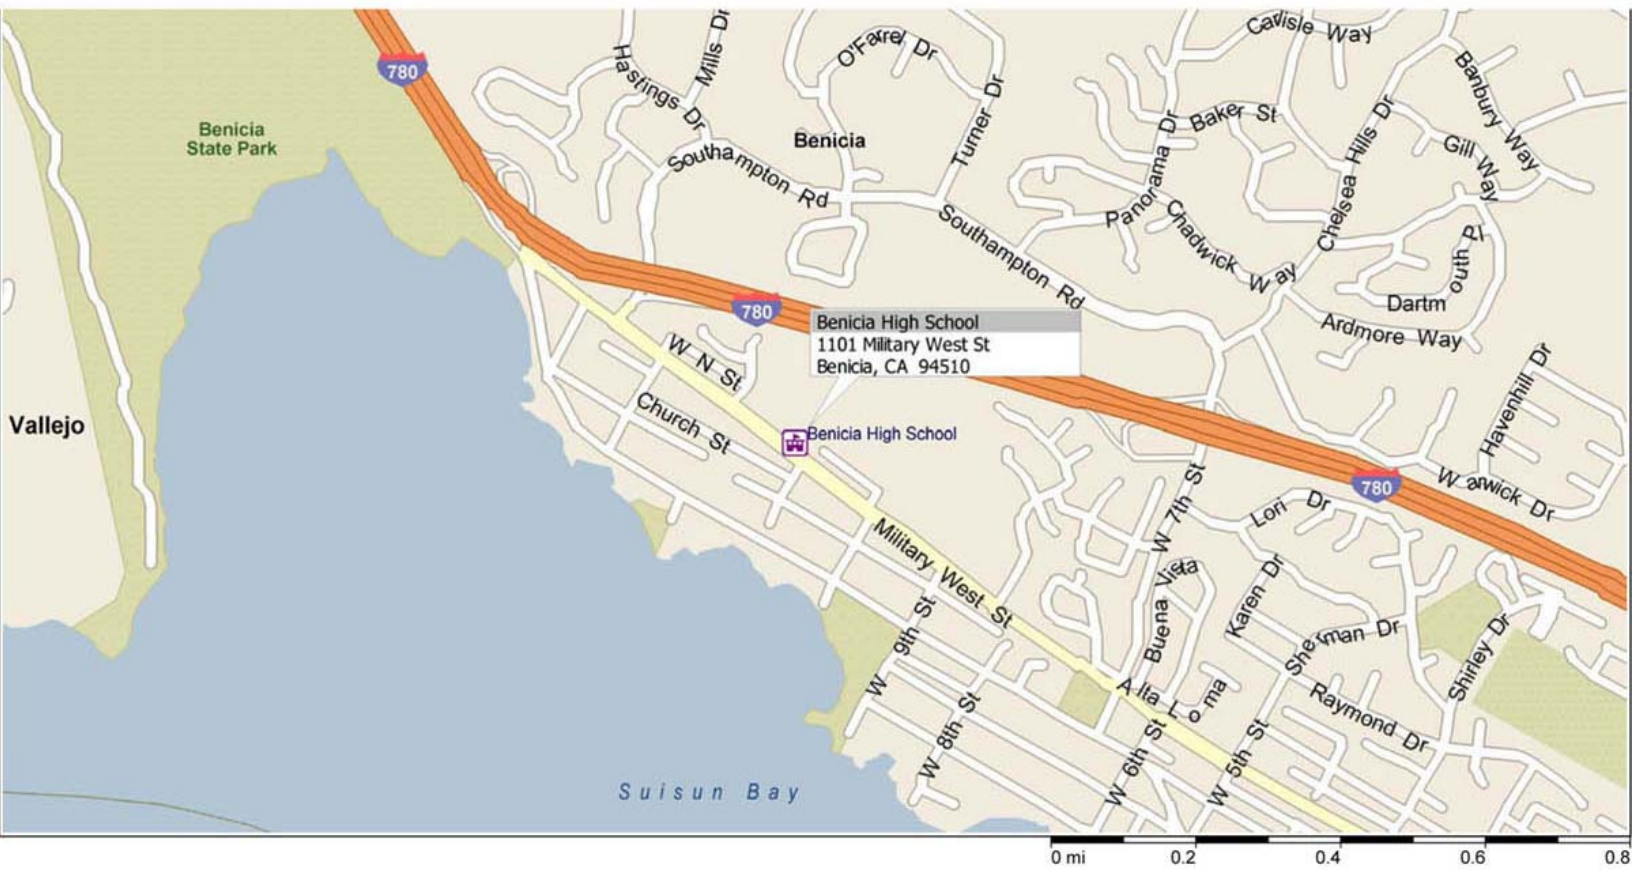 Carlisle Way
O'Farrel Dr
Mills Dr
780
Hastings Dr
Banbury Way
Turner Dr
Baker St
Benicia
State Park
Benicia
Chelsea Hills Dr
Gill Way
Panorama Dr
Southampton Rd
Chadwick Way
Southampton Rd
Dartmouth Pl
780
Ardmore Way
Benicia High School
1101 Military West St
Benicia, CA 94510
W N St
Havenhill Dr
Church St
Vallejo
Benicia High School
780
Warwick Dr
Lori Dr
W 7th St
Military West St
Buena Vista
Karen Dr
W 9th St
Sherman Dr
Shirley Dr
Alta Loma
Raymond Dr
W 8th St
W 6th St
W 5th St
Suisun Bay
0 mi 0.2 0.4 0.6 0.8